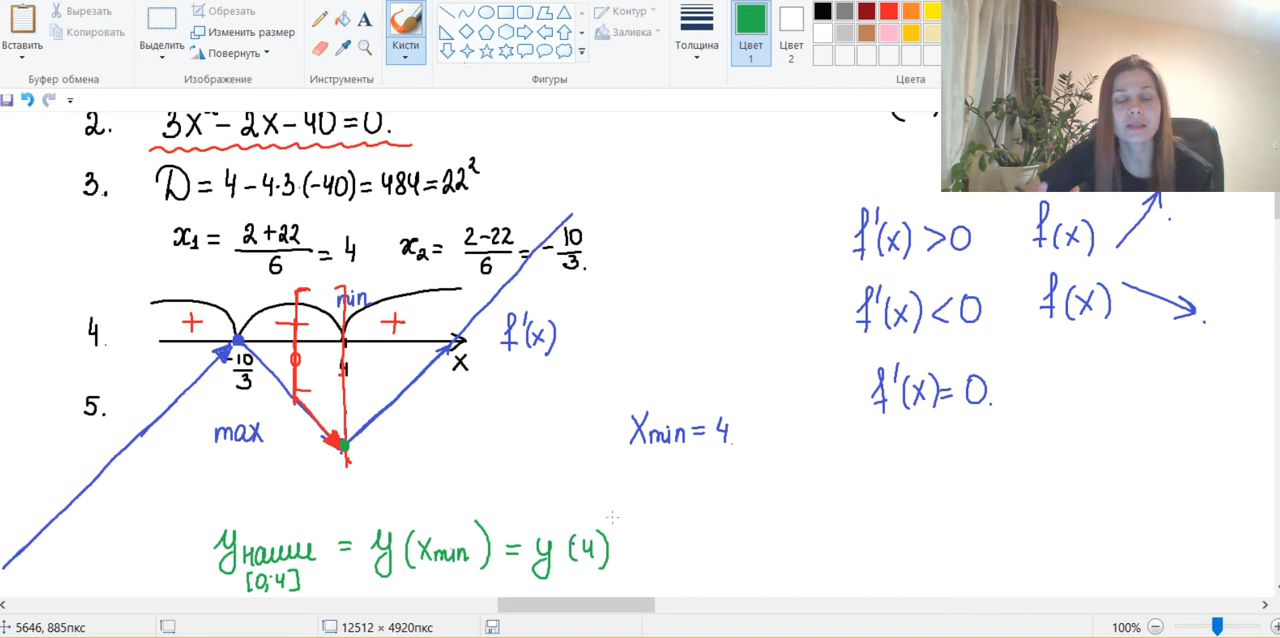 Вырезать
Копировать
Вставить
Буфер обмена
Выделить
Изменить размер
Повернуть
Изображение
A
Инструменты
Кисти
Контур
Заливка
Фигуры
Толщина
Цвет 1
Цвет 2
Цвета
2. 3x² - 2x - 40 = 0.
3. D = 4 - 4·3·(-40) = 484 = 22²
x₁ = (2+22)/6 = 4 x₂ = (2-22)/6 = -10/3.
f'(x) > 0 f(x)
f'(x) < 0 f(x)
f'(x) = 0.
4. + - + min f'(x)
-10/3 0 4 x
5.
max
Xmin = 4.
yнаим = y(xmin) = y(4)
[0;4]
5646, 885пкс
12512 × 4920пкс
100%